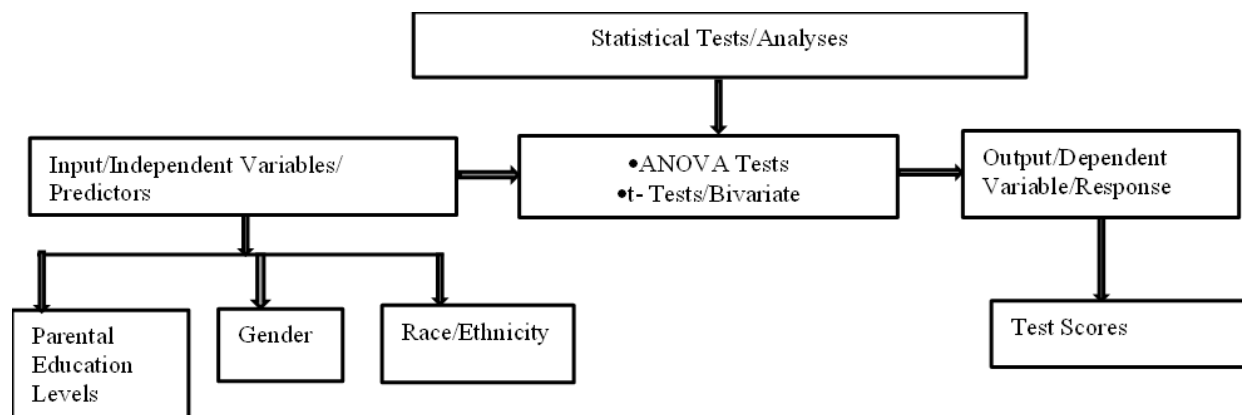 Statistical Tests/Analyses
Input/Independent Variables/
Predictors
•ANOVA Tests
•t- Tests/Bivariate
Output/Dependent
Variable/Response
Parental
Education
Levels
Gender
Race/Ethnicity
Test Scores